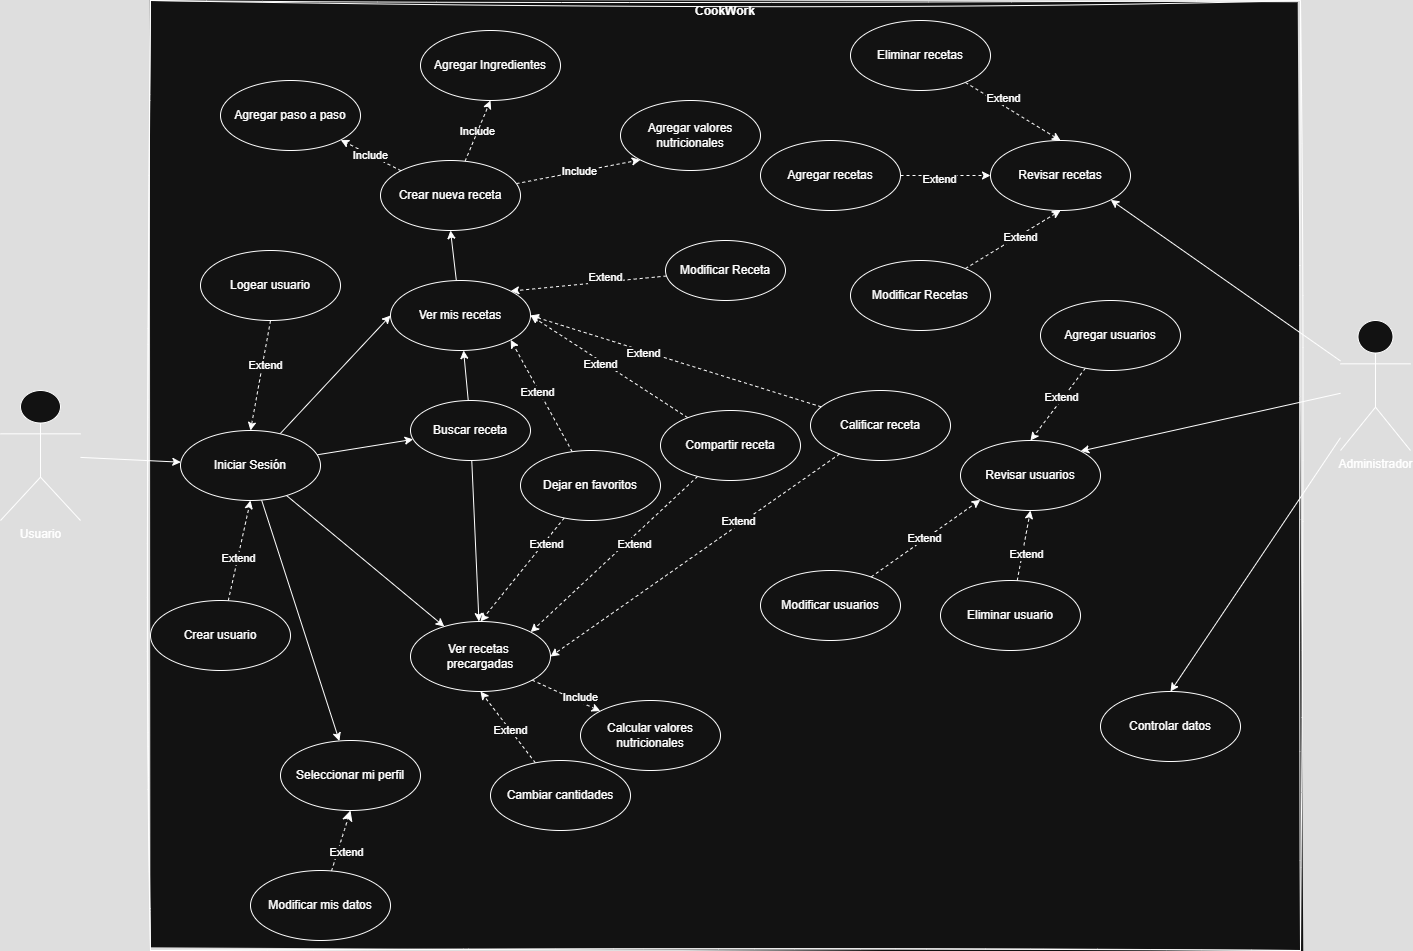 CookWork
Eliminar recetas
Agregar Ingredientes
Extend
Agregar paso a paso
Agregar valores
nutricionales
Include
Include
Include
Agregar recetas
Extend
Revisar recetas
Crear nueva receta
Extend
Modificar Receta
Extend
Logear usuario
Modificar Recetas
Ver mis recetas
Agregar usuarios
Extend
Extend
Extend
Extend
Extend
Buscar receta
Calificar receta
Compartir receta
Iniciar Sesión
Administrador
Revisar usuarios
Dejar en favoritos
Usuario
Extend
Extend
Extend
Extend
Extend
Extend
Modificar usuarios
Eliminar usuario
Crear usuario
Ver recetas
precargadas
Include
Extend
Calcular valores
nutricionales
Controlar datos
Seleccionar mi perfil
Cambiar cantidades
Extend
Modificar mis datos